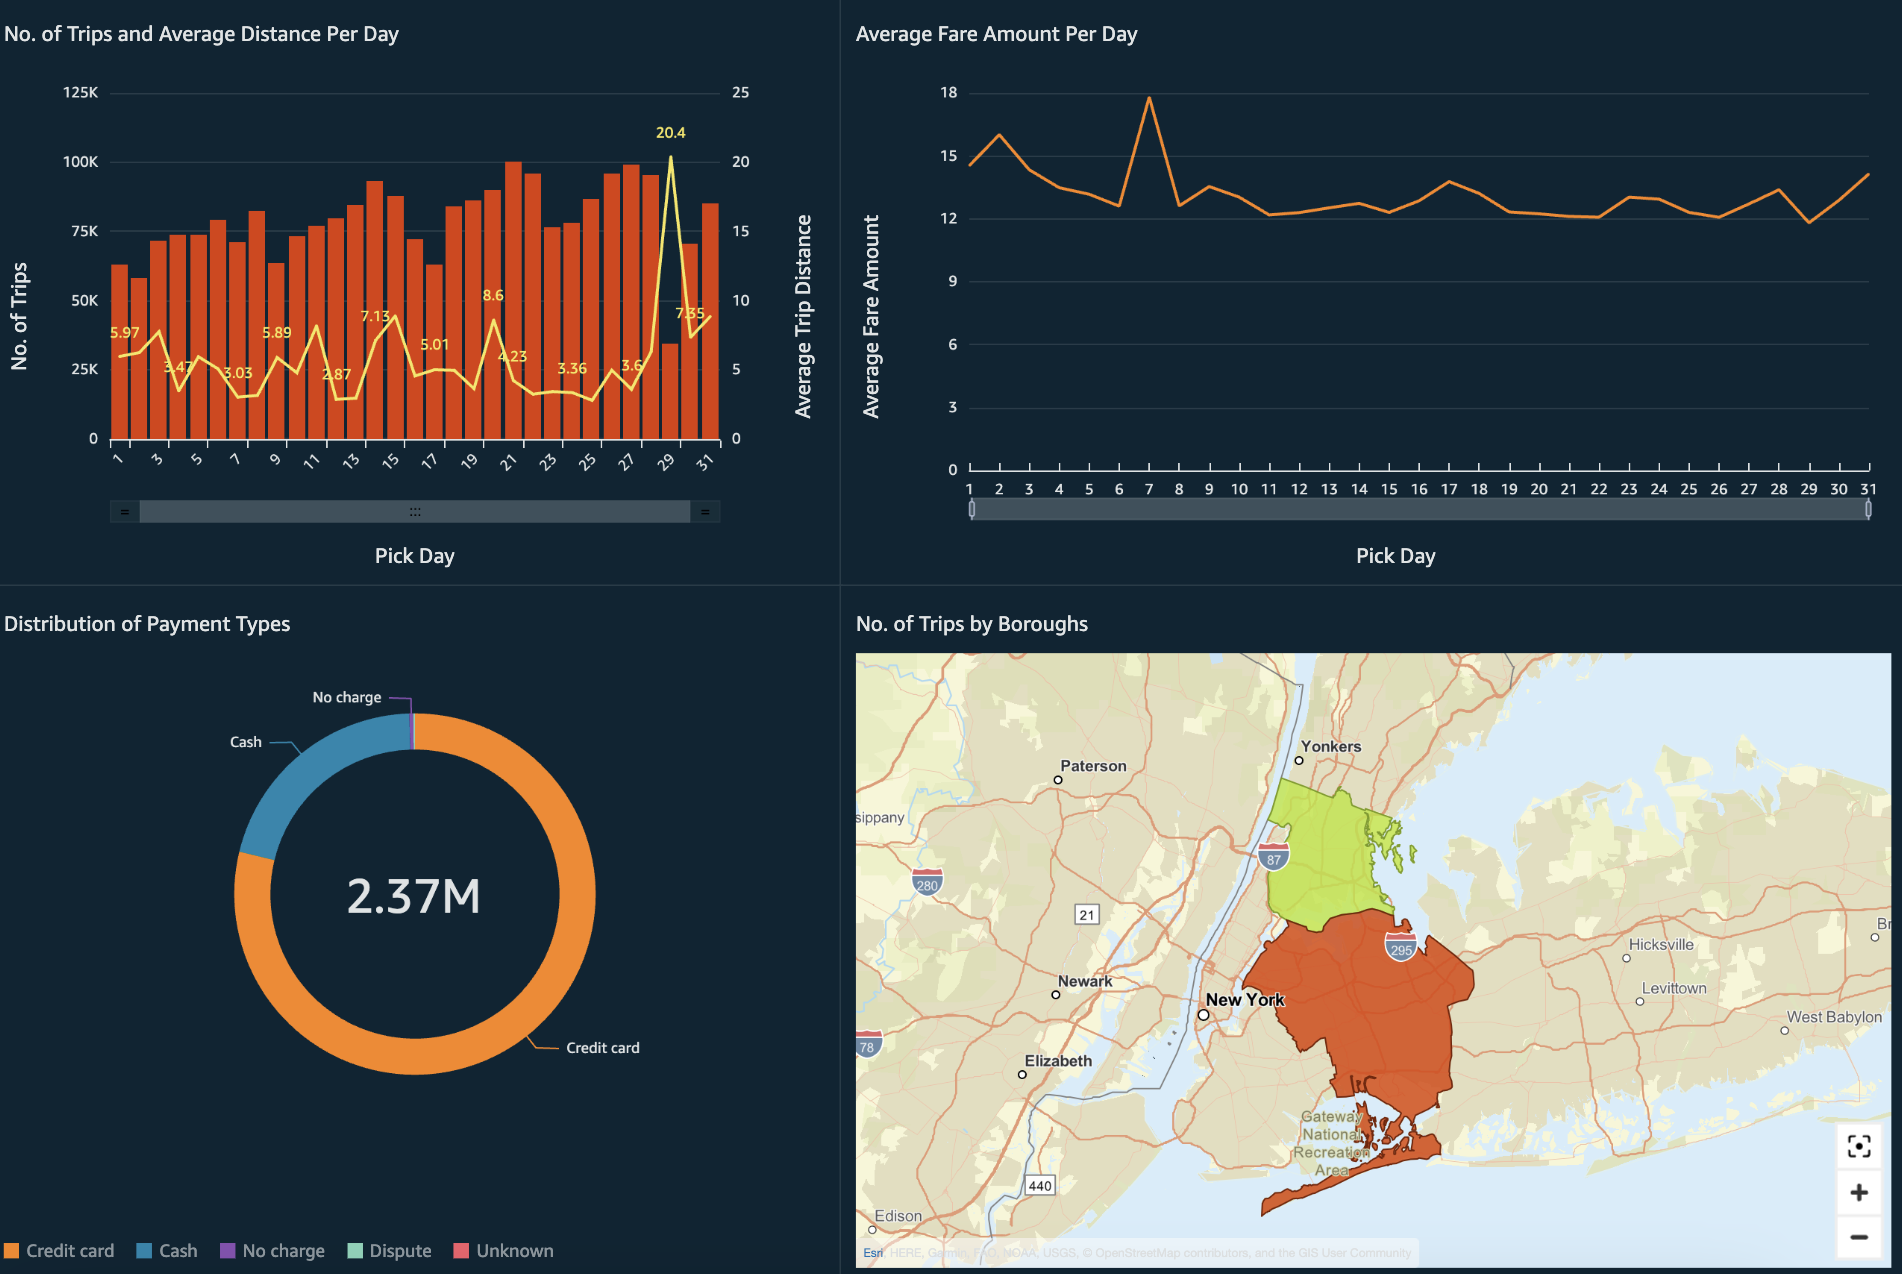 No. of Trips and Average Distance Per Day
125K
100K
75K
50K
25K
0
No. of Trips
25
20
15
10
5
0
Average Trip Distance
5.97
3.47
3.03
5.89
2.87
7.13
5.01
8.6
4.23
3.36
3.6
20.4
7.35
1 3 5 7 9 11 13 15 17 19 21 23 25 27 29 31
Pick Day
Average Fare Amount Per Day
18
15
12
9
6
3
0
Average Fare Amount
1 2 3 4 5 6 7 8 9 10 11 12 13 14 15 16 17 18 19 20 21 22 23 24 25 26 27 28 29 30 31
Pick Day
Distribution of Payment Types
No charge
Cash
2.37M
Credit card
Credit card Cash No charge Dispute Unknown
No. of Trips by Boroughs
Yonkers
Paterson
sippany
87
280
21
295
Hicksville
Br
Newark
Levittown
New York
West Babylon
78
Elizabeth
Gateway
National
Recreation
Area
440
Edison
Esri, HERE, Garmin, FAO, NOAA, USGS, © OpenStreetMap contributors, and the GIS User Community
+
−